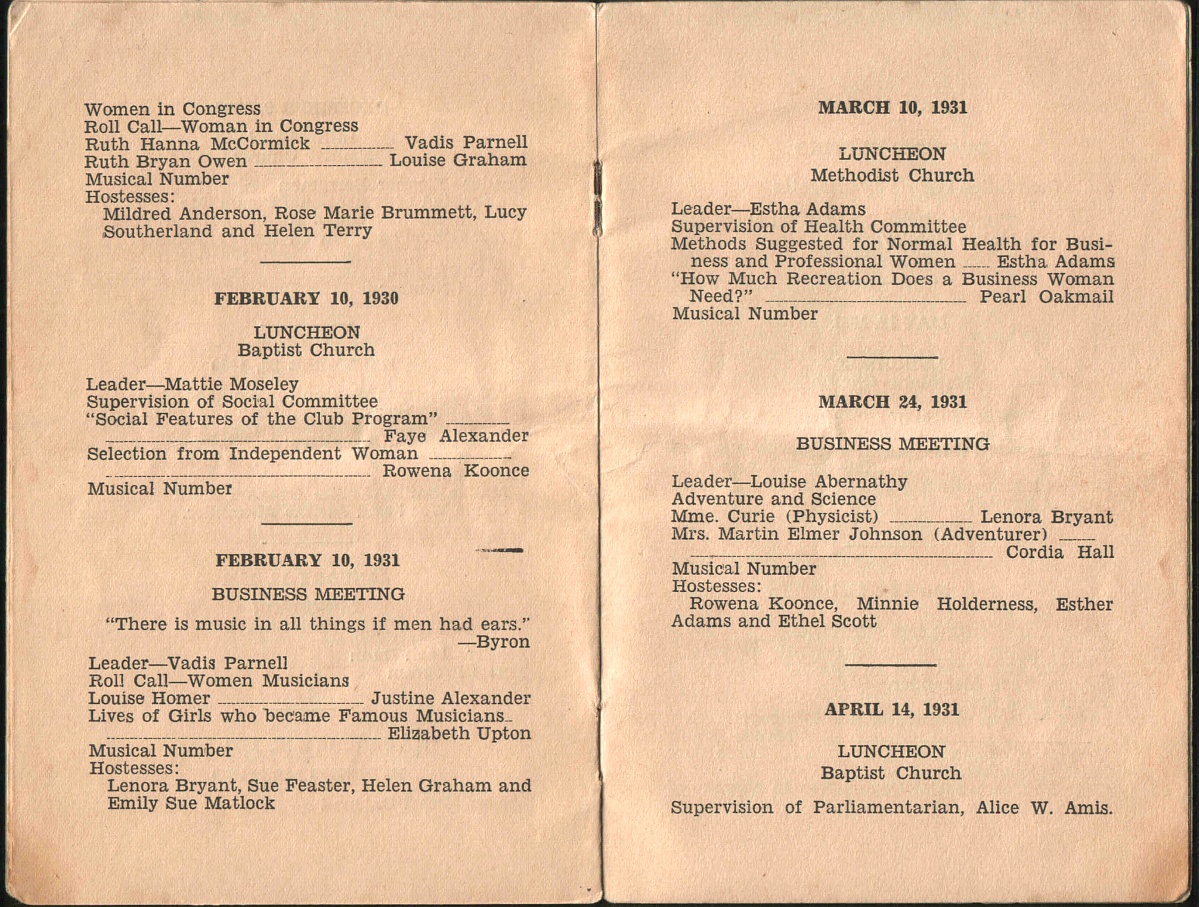 Women in Congress
Roll Call—Woman in Congress
Ruth Hanna McCormick ........ Vadis Parnell
Ruth Bryan Owen ........ Louise Graham
Musical Number
Hostesses:
Mildred Anderson, Rose Marie Brummett, Lucy
Southerland and Helen Terry
FEBRUARY 10, 1930
LUNCHEON
Baptist Church
Leader—Mattie Moseley
Supervision of Social Committee
“Social Features of the Club Program” ........
........ Faye Alexander
Selection from Independent Woman ........
........ Rowena Koonce
Musical Number
FEBRUARY 10, 1931
BUSINESS MEETING
“There is music in all things if men had ears.”
—Byron
Leader—Vadis Parnell
Roll Call—Women Musicians
Louise Homer ........ Justine Alexander
Lives of Girls who became Famous Musicians..
........ Elizabeth Upton
Musical Number
Hostesses:
Lenora Bryant, Sue Feaster, Helen Graham and
Emily Sue Matlock
MARCH 10, 1931
LUNCHEON
Methodist Church
Leader—Estha Adams
Supervision of Health Committee
Methods Suggested for Normal Health for Busi-
ness and Professional Women ..... Estha Adams
“How Much Recreation Does a Business Woman
Need?” ........ Pearl Oakmail
Musical Number
MARCH 24, 1931
BUSINESS MEETING
Leader—Louise Abernathy
Adventure and Science
Mme. Curie (Physicist) ........ Lenora Bryant
Mrs. Martin Elmer Johnson (Adventurer) ........
........ Cordia Hall
Musical Number
Hostesses:
Rowena Koonce, Minnie Holderness, Esther
Adams and Ethel Scott
APRIL 14, 1931
LUNCHEON
Baptist Church
Supervision of Parliamentarian, Alice W. Amis.